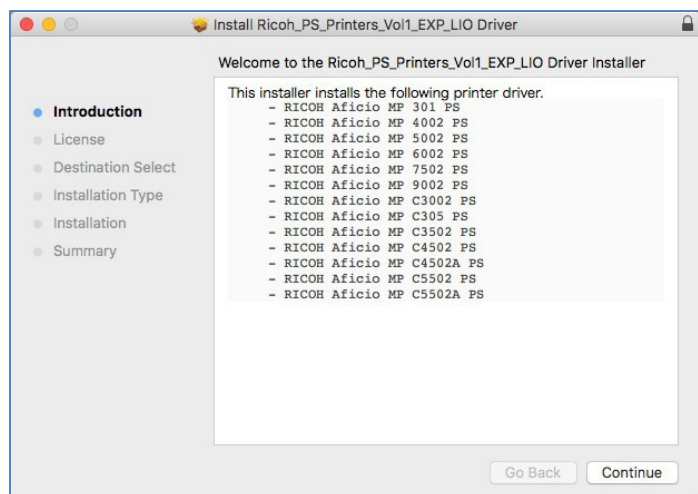 Install Ricoh_PS_Printers_Vol1_EXP_LIO Driver
Welcome to the Ricoh_PS_Printers_Vol1_EXP_LIO Driver Installer
Introduction
License
Destination Select
Installation Type
Installation
Summary
This installer installs the following printer driver.
- RICOH Aficio MP 301 PS
- RICOH Aficio MP 4002 PS
- RICOH Aficio MP 5002 PS
- RICOH Aficio MP 6002 PS
- RICOH Aficio MP 7502 PS
- RICOH Aficio MP 9002 PS
- RICOH Aficio MP C3002 PS
- RICOH Aficio MP C305 PS
- RICOH Aficio MP C3502 PS
- RICOH Aficio MP C4502 PS
- RICOH Aficio MP C4502A PS
- RICOH Aficio MP C5502 PS
- RICOH Aficio MP C5502A PS
Go Back
Continue